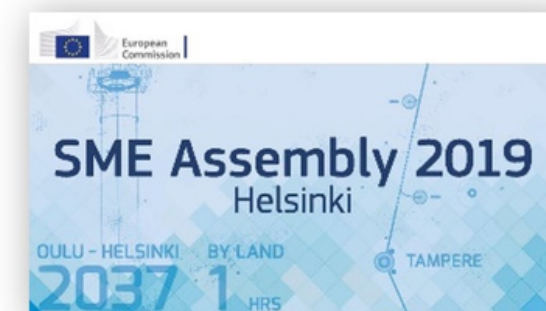 European
Commission
SME Assembly 2019
Helsinki
OULU - HELSINKI BY LAND
TAMPERE
2037 1 HRS